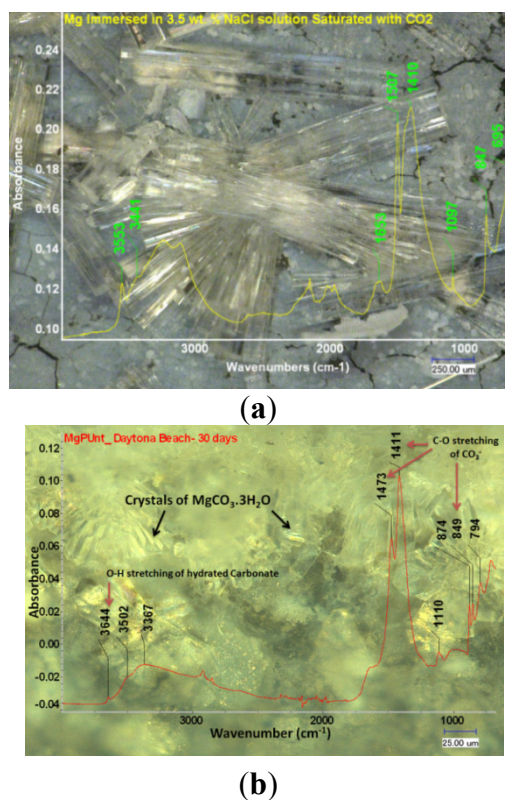 Mg Immersed in 3.5 wt. % NaCl solution Saturated with CO2
0.24
0.22
0.20
0.18
0.16
0.14
0.12
0.10
Absorbance
3553
3441
1410
1097
847
699
3000
2000
1000
Wavenumbers (cm-1)
250.00 um
(a)
MgPUnt_ Daytona Beach- 30 days
0.12
0.10
0.08
0.06
0.04
0.02
0.00
-0.02
-0.04
Absorbance
Crystals of MgCO₃.3H₂O
O-H stretching of hydrated Carbonate
3644
3502
3367
1473
1411
C-O stretching
of CO₃⁻
874
849
794
1110
3000
2000
1000
Wavenumber (cm⁻¹)
25.00 um
(b)